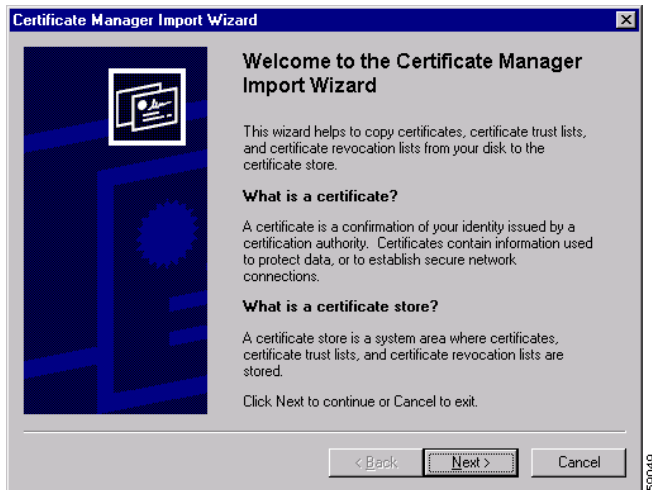 Certificate Manager Import Wizard
Welcome to the Certificate Manager
Import Wizard
This wizard helps to copy certificates, certificate trust lists,
and certificate revocation lists from your disk to the
certificate store.
What is a certificate?
A certificate is a confirmation of your identity issued by a
certification authority. Certificates contain information used
to protect data, or to establish secure network
connections.
What is a certificate store?
A certificate store is a system area where certificates,
certificate trust lists, and certificate revocation lists are
stored.
Click Next to continue or Cancel to exit.
< Back
Next >
Cancel
59049